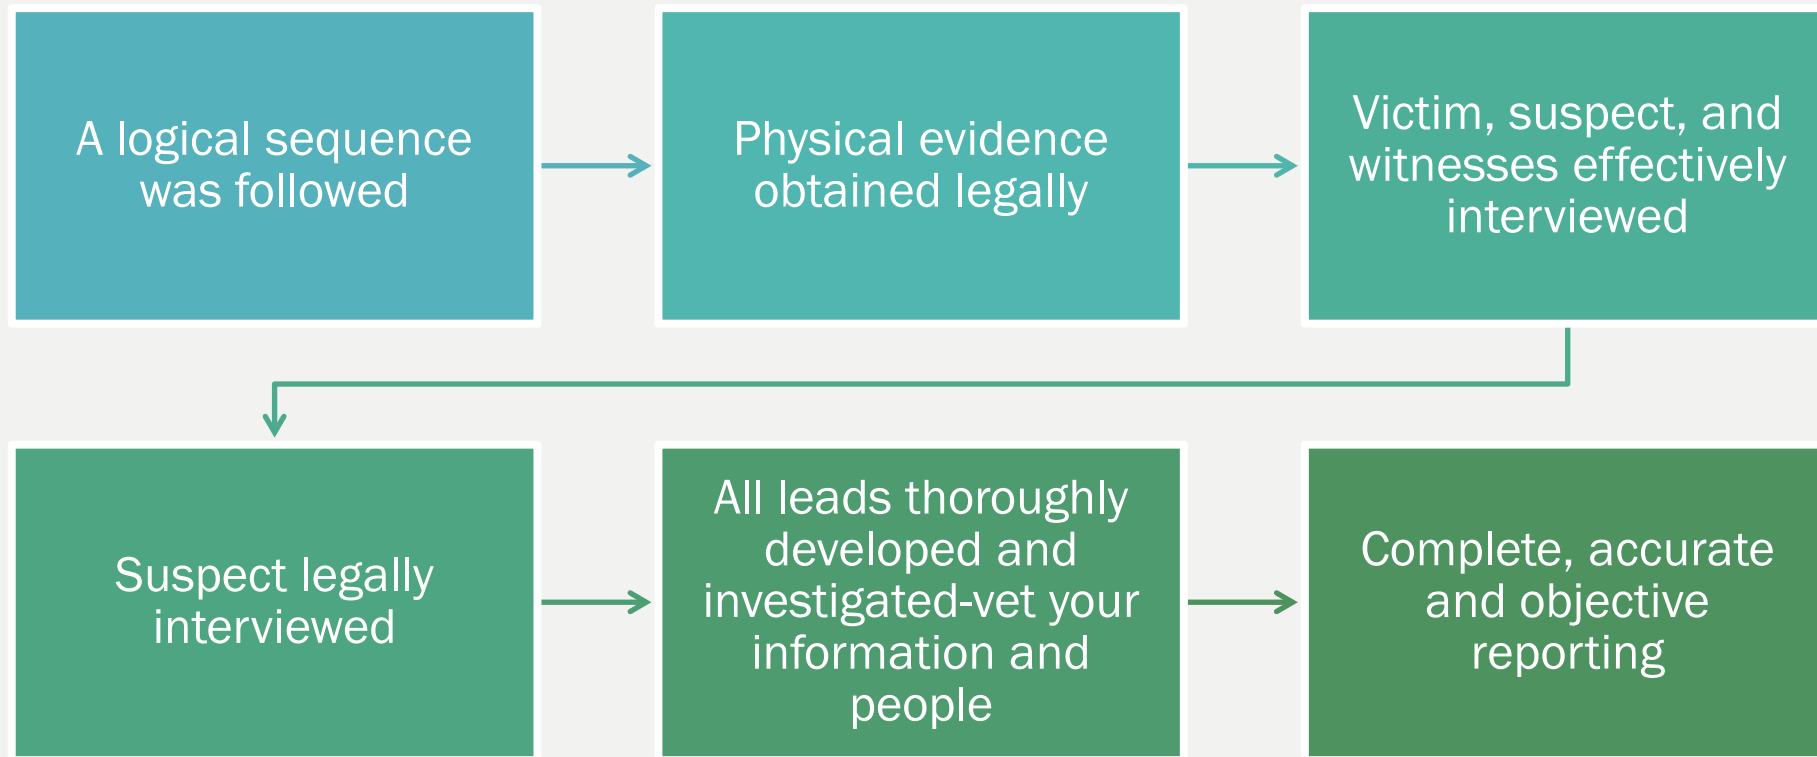 A logical sequence
was followed
Physical evidence
obtained legally
Victim, suspect, and
witnesses effectively
interviewed
Suspect legally
interviewed
All leads thoroughly
developed and
investigated-vet your
information and
people
Complete, accurate
and objective
reporting